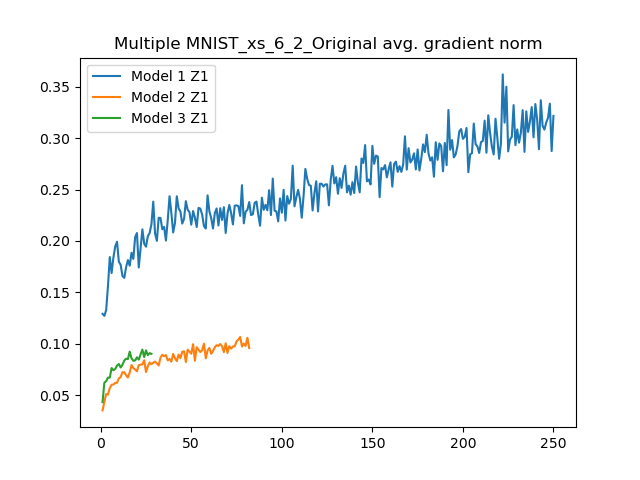 Multiple MNIST_xs_6_2_Original avg. gradient norm
Model 1 Z1
Model 2 Z1
Model 3 Z1
0.35
0.30
0.25
0.20
0.15
0.10
0.05
0 50 100 150 200 250